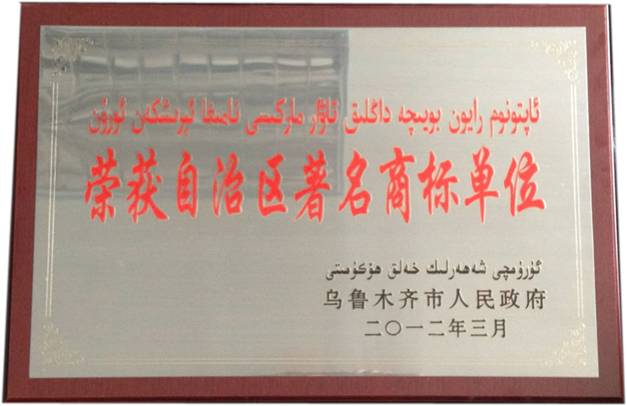 ئاپتونوم رايون بويىچە داڭلىق تاۋار ماركىسى نامىغا ئېرىشكەن ئورۇن
荣获自治区著名商标单位
ئۈرۈمچى شەھەرلىك خەلق ھۆكۈمىتى
乌鲁木齐市人民政府
二〇一二年三月